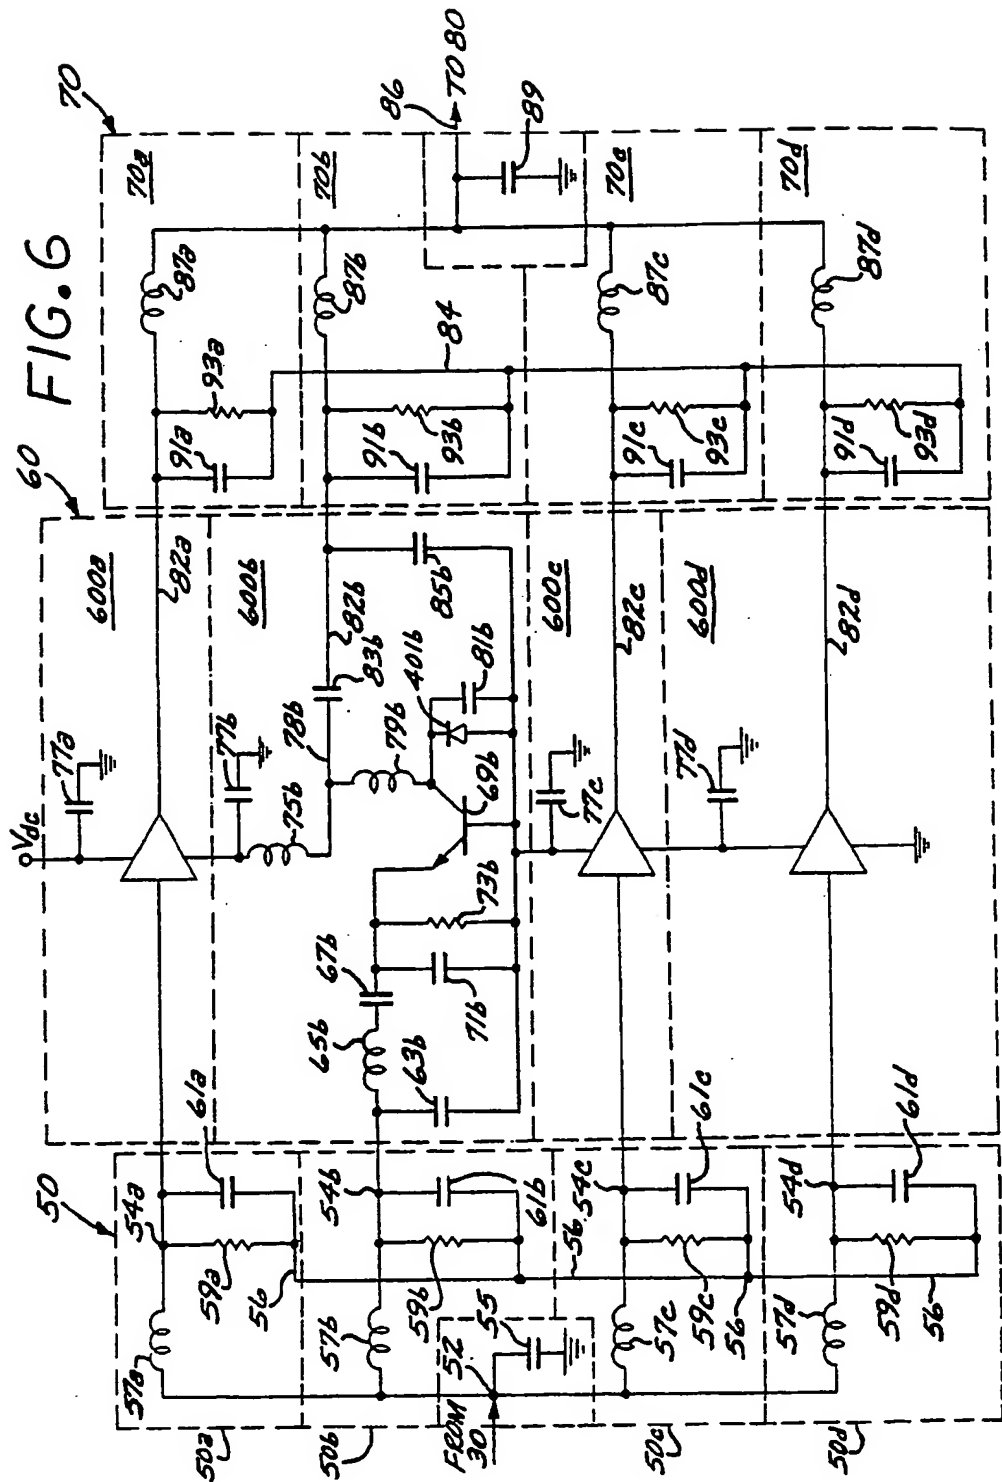 FIG. 6
50
60
70
Vdc
77a
600a
70a
57a
54a
61a
59a
56
82a
91a
93a
87a
50a
77b
600b
75b
78b
70b
57b
54b
65b
67b
83b
82b
87b
50b
84
59b
61b
63b
71b
73b
79b
401b
81b
85b
91b
93b
69b
FROM
30
52
55
86
TO 80
89
56
77c
600c
70c
57c
54c
61c
59c
56
82c
91c
93c
87c
50c
77d
600d
70d
57d
54d
61d
59d
56
82d
91d
93d
87d
50d